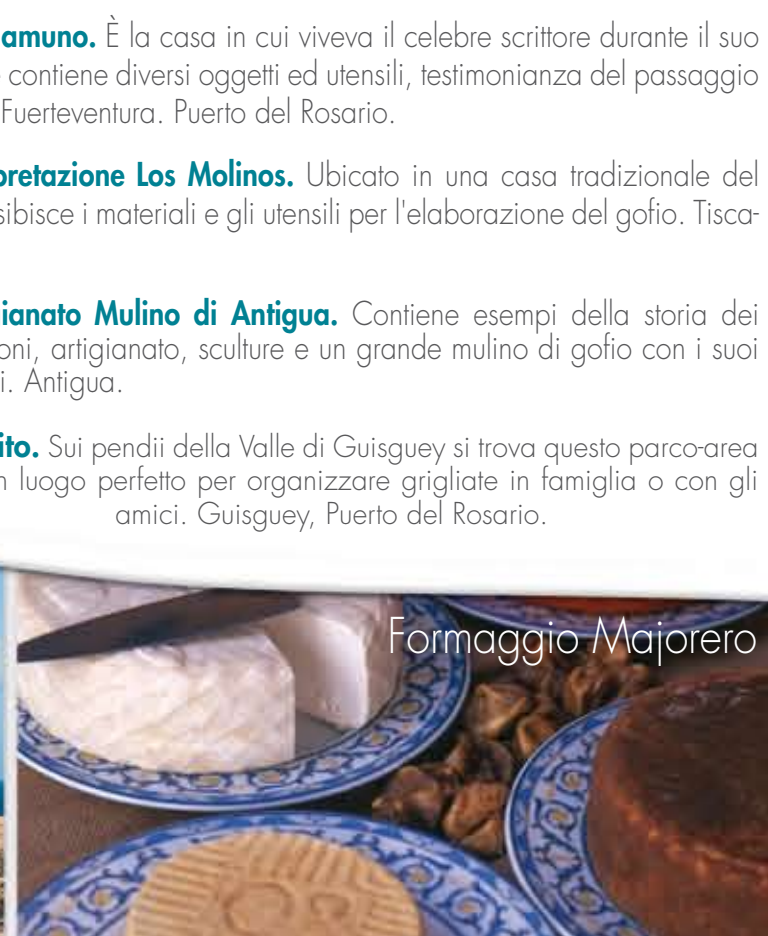 amuno. È la casa in cui viveva il celebre scrittore durante il suo
contiene diversi oggetti ed utensili, testimonianza del passaggio
Fuerteventura. Puerto del Rosario.
pretazione Los Molinos. Ubicato in una casa tradizionale del
sibisce i materiali e gli utensili per l'elaborazione del gofio. Tisca-
ianato Mulino di Antigua. Contiene esempi della storia dei
oni, artigianato, sculture e un grande mulino di gofio con i suoi
i. Antigua.
ito. Sui pendii della Valle di Guisguey si trova questo parco-area
n luogo perfetto per organizzare grigliate in famiglia o con gli
amici. Guisguey, Puerto del Rosario.
Formaggio Majorero